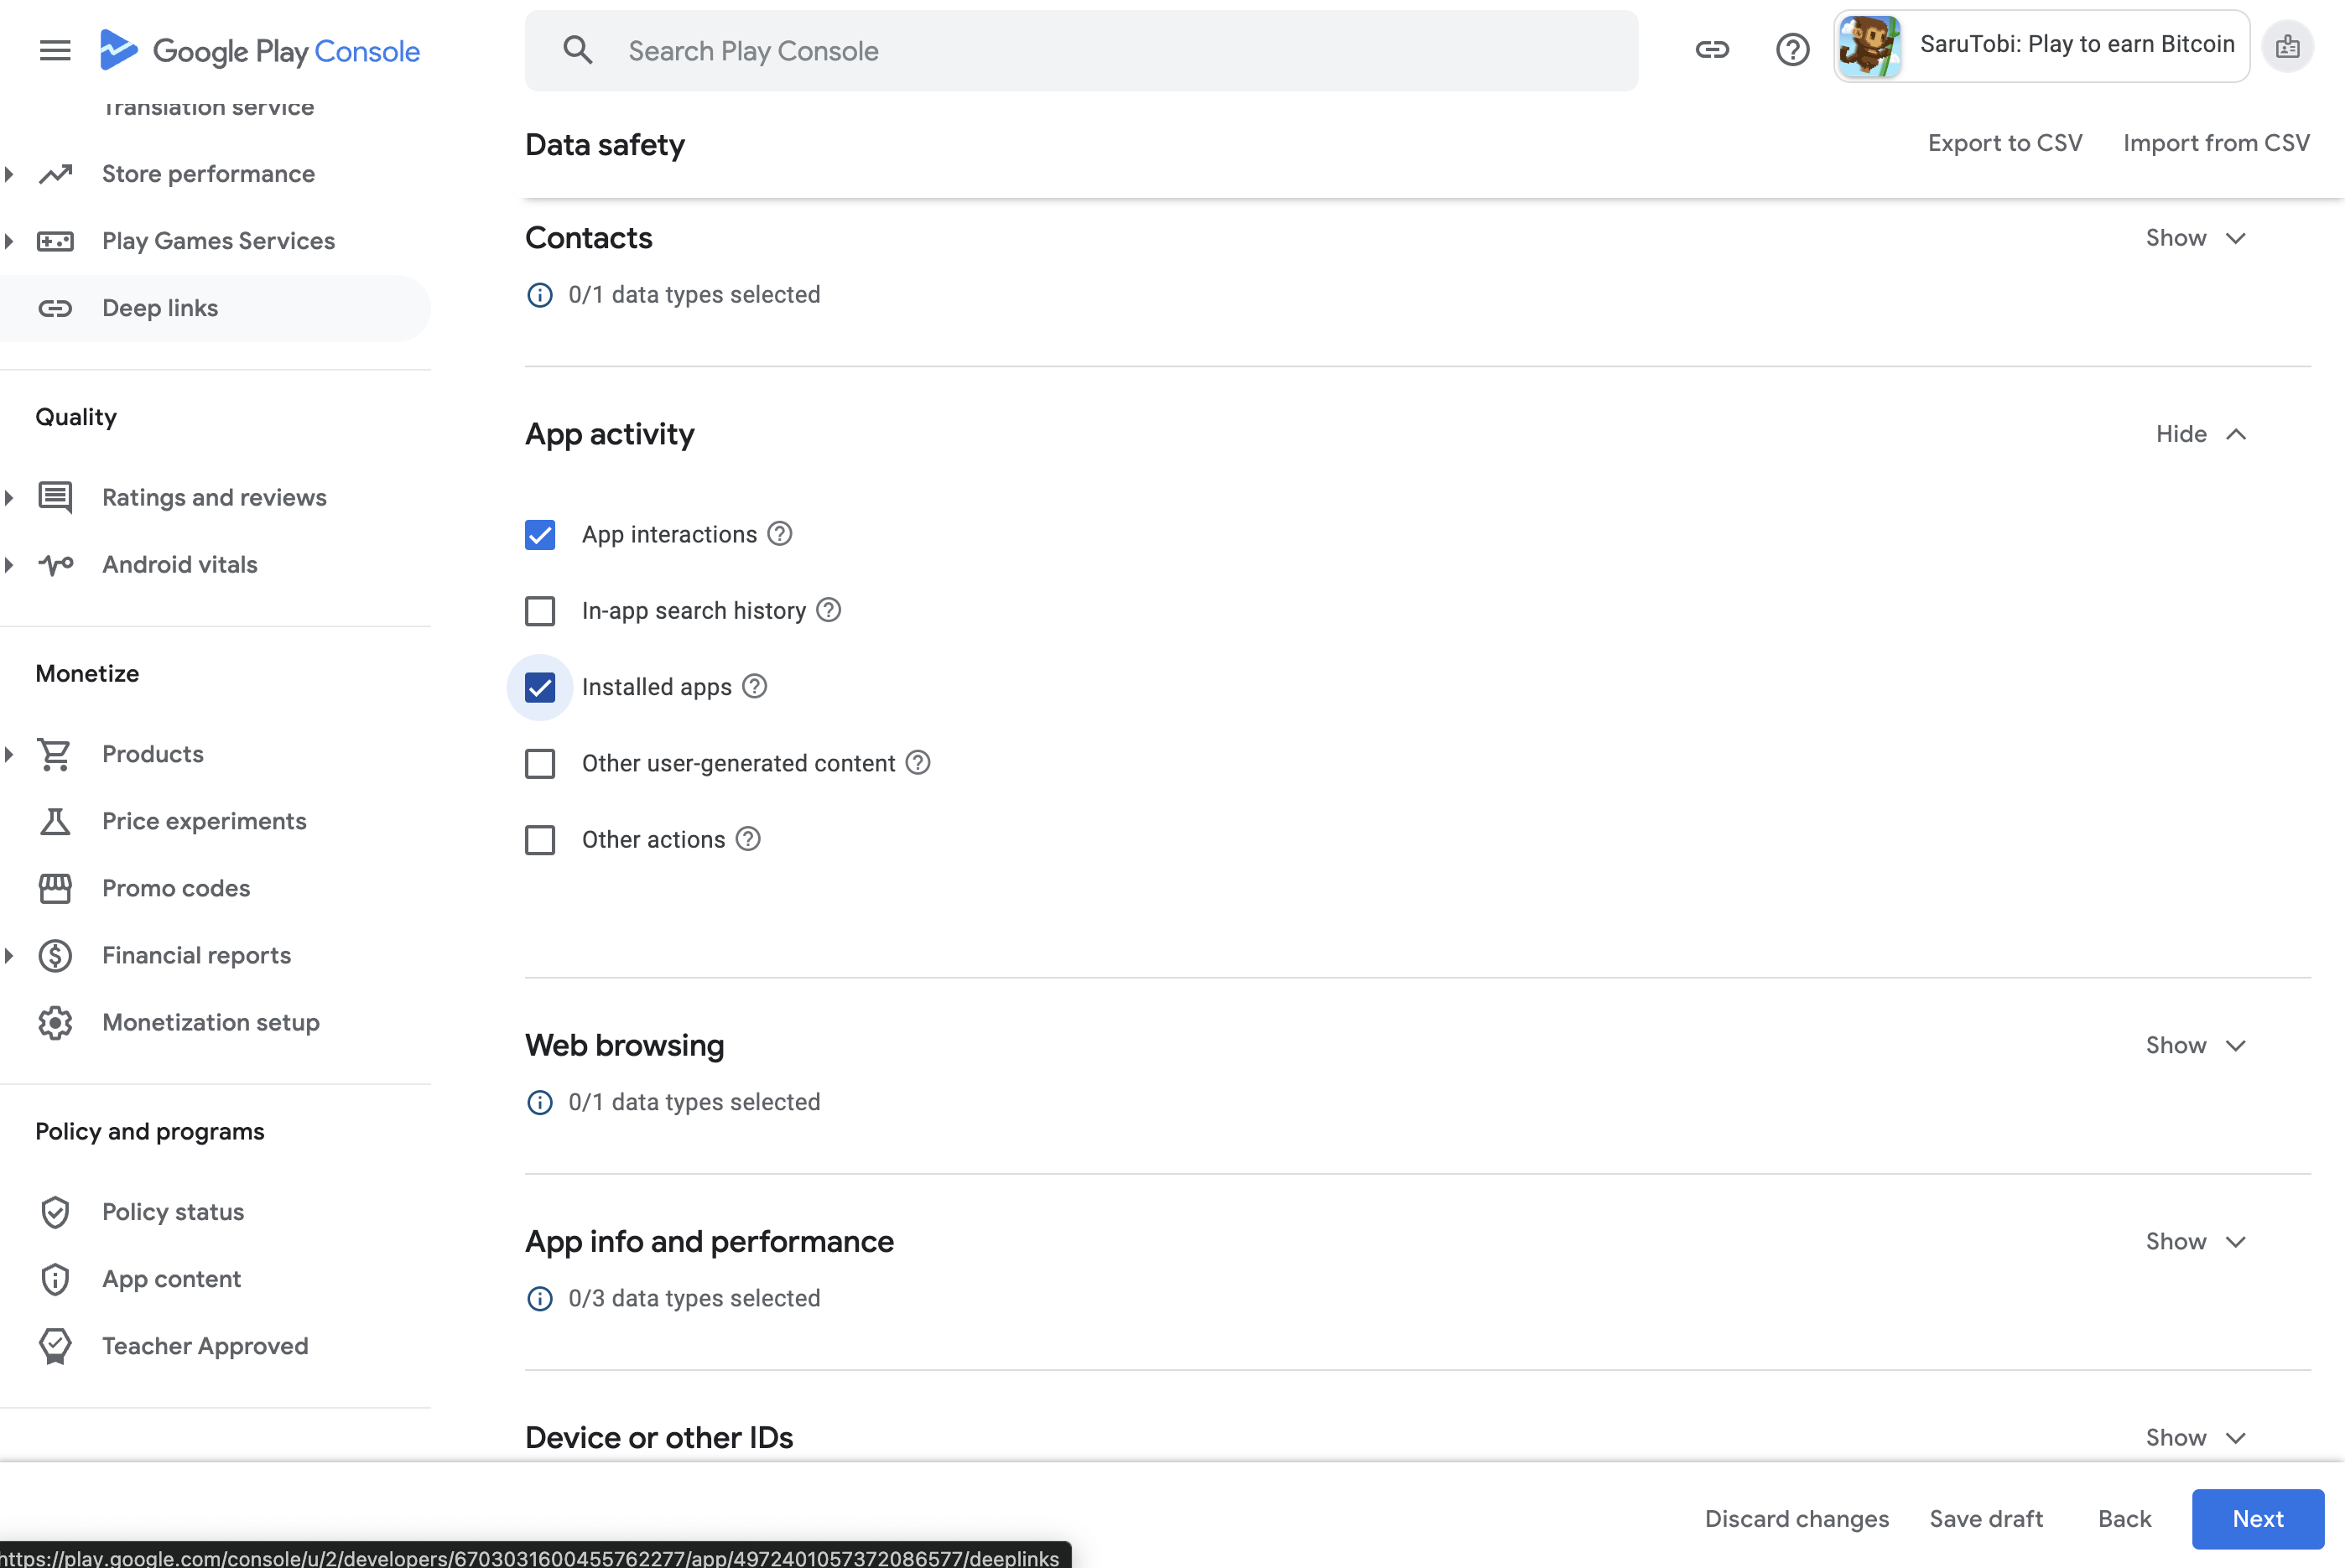 Google Play Console
Search Play Console
SaruTobi: Play to earn Bitcoin
Translation service
Store performance
Play Games Services
Deep links
Quality
Ratings and reviews
Android vitals
Monetize
Products
Price experiments
Promo codes
Financial reports
Monetization setup
Policy and programs
Policy status
App content
Teacher Approved
Data safety
Export to CSV
Import from CSV
Contacts
Show
0/1 data types selected
App activity
Hide
App interactions
In-app search history
Installed apps
Other user-generated content
Other actions
Web browsing
Show
0/1 data types selected
App info and performance
Show
0/3 data types selected
Device or other IDs
Show
Discard changes
Save draft
Back
Next
https://play.google.com/console/u/2/developers/6703031600455762277/app/4972401057372086577/deeplinks